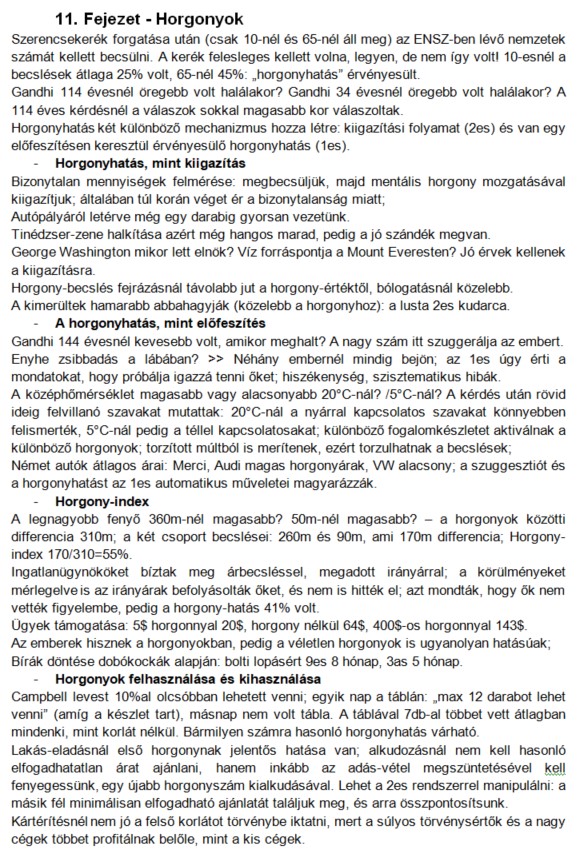 11. Fejezet - Horgonyok
Szerencsekerék forgatása után (csak 10-nél és 65-nél áll meg) az ENSZ-ben lévő nemzetek
számát kellett becsülni. A kerék felesleges kellett volna, legyen, de nem így volt! 10-esnél a
becslések átlaga 25% volt, 65-nél 45%: „horgonyhatás” érvényesült.
Gandhi 114 évesnél öregebb volt halálakor? Gandhi 34 évesnél öregebb volt halálakor? A
114 éves kérdésnél a válaszok sokkal magasabb kor válaszoltak.
Horgonyhatás két különböző mechanizmus hozza létre: kiigazítási folyamat (2es) és van egy
előfeszítésen keresztül érvényesülő horgonyhatás (1es).
- Horgonyhatás, mint kiigazítás
Bizonytalan mennyiségek felmérése: megbecsüljük, majd mentális horgony mozgatásával
kiigazítjuk; általában túl korán véget ér a bizonytalanság miatt;
Autópályáról letérve még egy darabig gyorsan vezetünk.
Tinédzser-zene halkítása azért még hangos marad, pedig a jó szándék megvan.
George Washington mikor lett elnök? Víz forráspontja a Mount Everesten? Jó érvek kellenek
a kiigazításra.
Horgony-becslés fejrázásnál távolabb jut a horgony-értéktől, bólogatásnál közelebb.
A kimerültek hamarabb abbahagyják (közelebb a horgonyhoz): a lusta 2es kudarca.
- A horgonyhatás, mint előfeszítés
Gandhi 144 évesnél kevesebb volt, amikor meghalt? A nagy szám itt szuggerálja az embert.
Enyhe zsibbadás a lábában? >> Néhány embernél mindig bejön; az 1es úgy érti a
mondatokat, hogy próbálja igazzá tenni őket; hiszékenység, szisztematikus hibák.
A középhőmérséklet magasabb vagy alacsonyabb 20°C-nál? /5°C-nál? A kérdés után rövid
ideig felvillanó szavakat mutattak: 20°C-nál a nyárral kapcsolatos szavakat könnyebben
felismerték, 5°C-nál pedig a téllel kapcsolatosakat; különböző fogalomkészletet aktiválnak a
különböző horgonyok; torzított múltból is merítenek, ezért torzulhatnak a becslések;
Német autók átlagos árai: Merci, Audi magas horgonyárak, VW alacsony; a szuggesztiót és
a horgonyhatást az 1es automatikus műveletei magyarázzák.
- Horgony-index
A legnagyobb fenyő 360m-nél magasabb? 50m-nél magasabb? – a horgonyok közötti
differencia 310m; a két csoport becslései: 260m és 90m, ami 170m differencia; Horgony-
index 170/310=55%.
Ingatlanügynököket bíztak meg árbecsléssel, megadott irányárral; a körülményeket
mérlegelve is az irányárak befolyásolták őket, és nem is hitték el; azt mondták, hogy ők nem
vették figyelembe, pedig a horgony-hatás 41% volt.
Ügyek támogatása: 5$ horgonnyal 20$, horgony nélkül 64$, 400$-os horgonnyal 143$.
Az emberek hisznek a horgonyokban, pedig a véletlen horgonyok is ugyanolyan hatásúak;
Bírák döntése dobókockák alapján: bolti lopásért 9es 8 hónap, 3as 5 hónap.
- Horgonyok felhasználása és kihasználása
Campbell levest 10%al olcsóbban lehetett venni; egyik nap a táblán: „max 12 darabot lehet
venni” (amíg a készlet tart), másnap nem volt tábla. A táblával 7db-al többet vett átlagban
mindenki, mint korlát nélkül. Bármilyen számra hasonló horgonyhatás várható.
Lakás-eladásnál első horgonynak jelentős hatása van; alkudozásnál nem kell hasonló
elfogadhatatlan árat ajánlani, hanem inkább az adás-vétel megszüntetésével kell
fenyegessünk, egy újabb horgonyszám kialkudásával. Lehet a 2es rendszerrel manipulálni: a
másik fél minimálisan elfogadható ajánlatát találjuk meg, és arra összpontosítsunk.
Kártérítésnél nem jó a felső korlátot törvénybe iktatni, mert a súlyos törvénysértők és a nagy
cégek többet profitálnak belőle, mint a kis cégek.